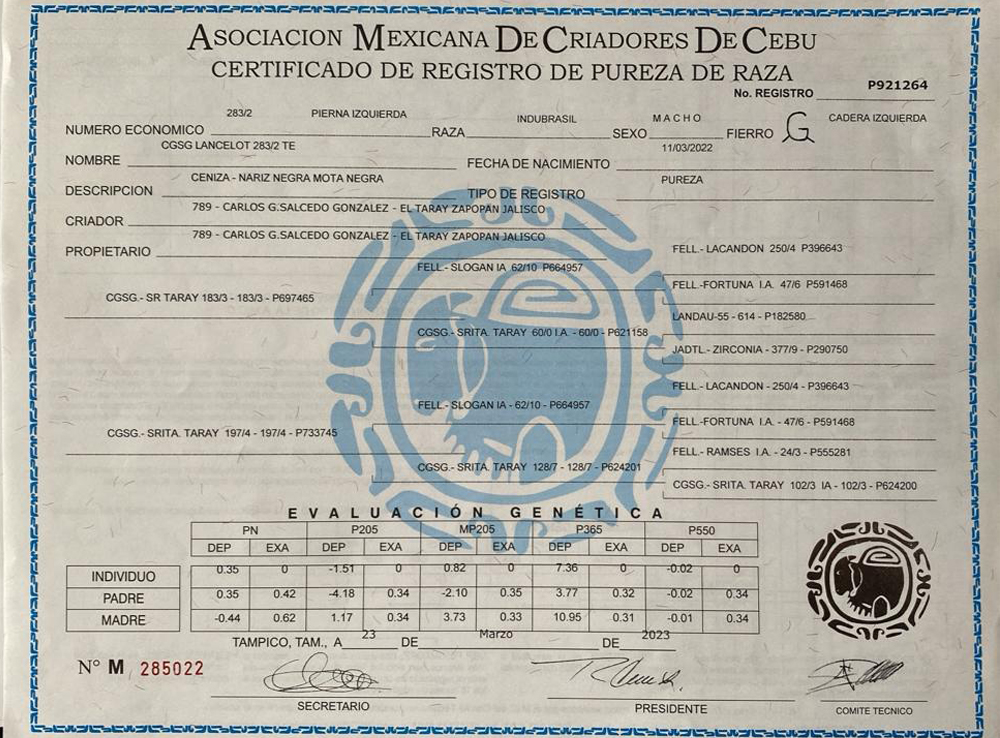 ASOCIACION MEXICANA DE CRIADORES DE CEBU
CERTIFICADO DE REGISTRO DE PUREZA DE RAZA
No. REGISTRO P921264
NUMERO ECONOMICO 283/2 PIERNA IZQUIERDA RAZA INDUBRASIL SEXO MACHO FIERRO G CADERA IZQUIERDA
NOMBRE CGSG LANCELOT 283/2 TE FECHA DE NACIMIENTO 11/03/2022
DESCRIPCION CENIZA - NARIZ NEGRA MOTA NEGRA TIPO DE REGISTRO PUREZA
CRIADOR 789 - CARLOS G.SALCEDO GONZALEZ - EL TARAY ZAPOPAN JALISCO
PROPIETARIO 789 - CARLOS G.SALCEDO GONZALEZ - EL TARAY ZAPOPAN JALISCO
FELL.- LACANDON 250/4 P396643
FELL.- SLOGAN IA 62/10 P664957
FELL.-FORTUNA I.A. 47/6 P591468
CGSG.- SR TARAY 183/3 - 183/3 - P697465
LANDAU-55 - 614 - P182580
CGSG.- SRITA. TARAY 60/0 I.A. - 60/0 - P621158
JADTL.- ZIRCONIA - 377/9 - P290750
FELL.- LACANDON - 250/4 - P396643
FELL.- SLOGAN IA - 62/10 - P664957
FELL.-FORTUNA I.A. - 47/6 - P591468
CGSG.- SRITA. TARAY 197/4 - 197/4 - P733745
FELL.- RAMSES I.A. - 24/3 - P555281
CGSG.- SRITA. TARAY 128/7 - 128/7 - P624201
CGSG.- SRITA. TARAY 102/3 IA - 102/3 - P624200
EVALUACIÓN GENÉTICA
PN P205 MP205 P365 P550
DEP EXA DEP EXA DEP EXA DEP EXA DEP EXA
INDIVIDUO 0.35 0 -1.51 0 0.82 0 7.36 0 -0.02 0
PADRE 0.35 0.42 -4.18 0.34 -2.10 0.35 3.77 0.32 -0.02 0.34
MADRE -0.44 0.62 1.17 0.34 3.73 0.33 10.95 0.31 -0.01 0.34
TAMPICO, TAM., A 23 DE Marzo DE 2023
N° M 285022
SECRETARIO PRESIDENTE COMITE TECNICO